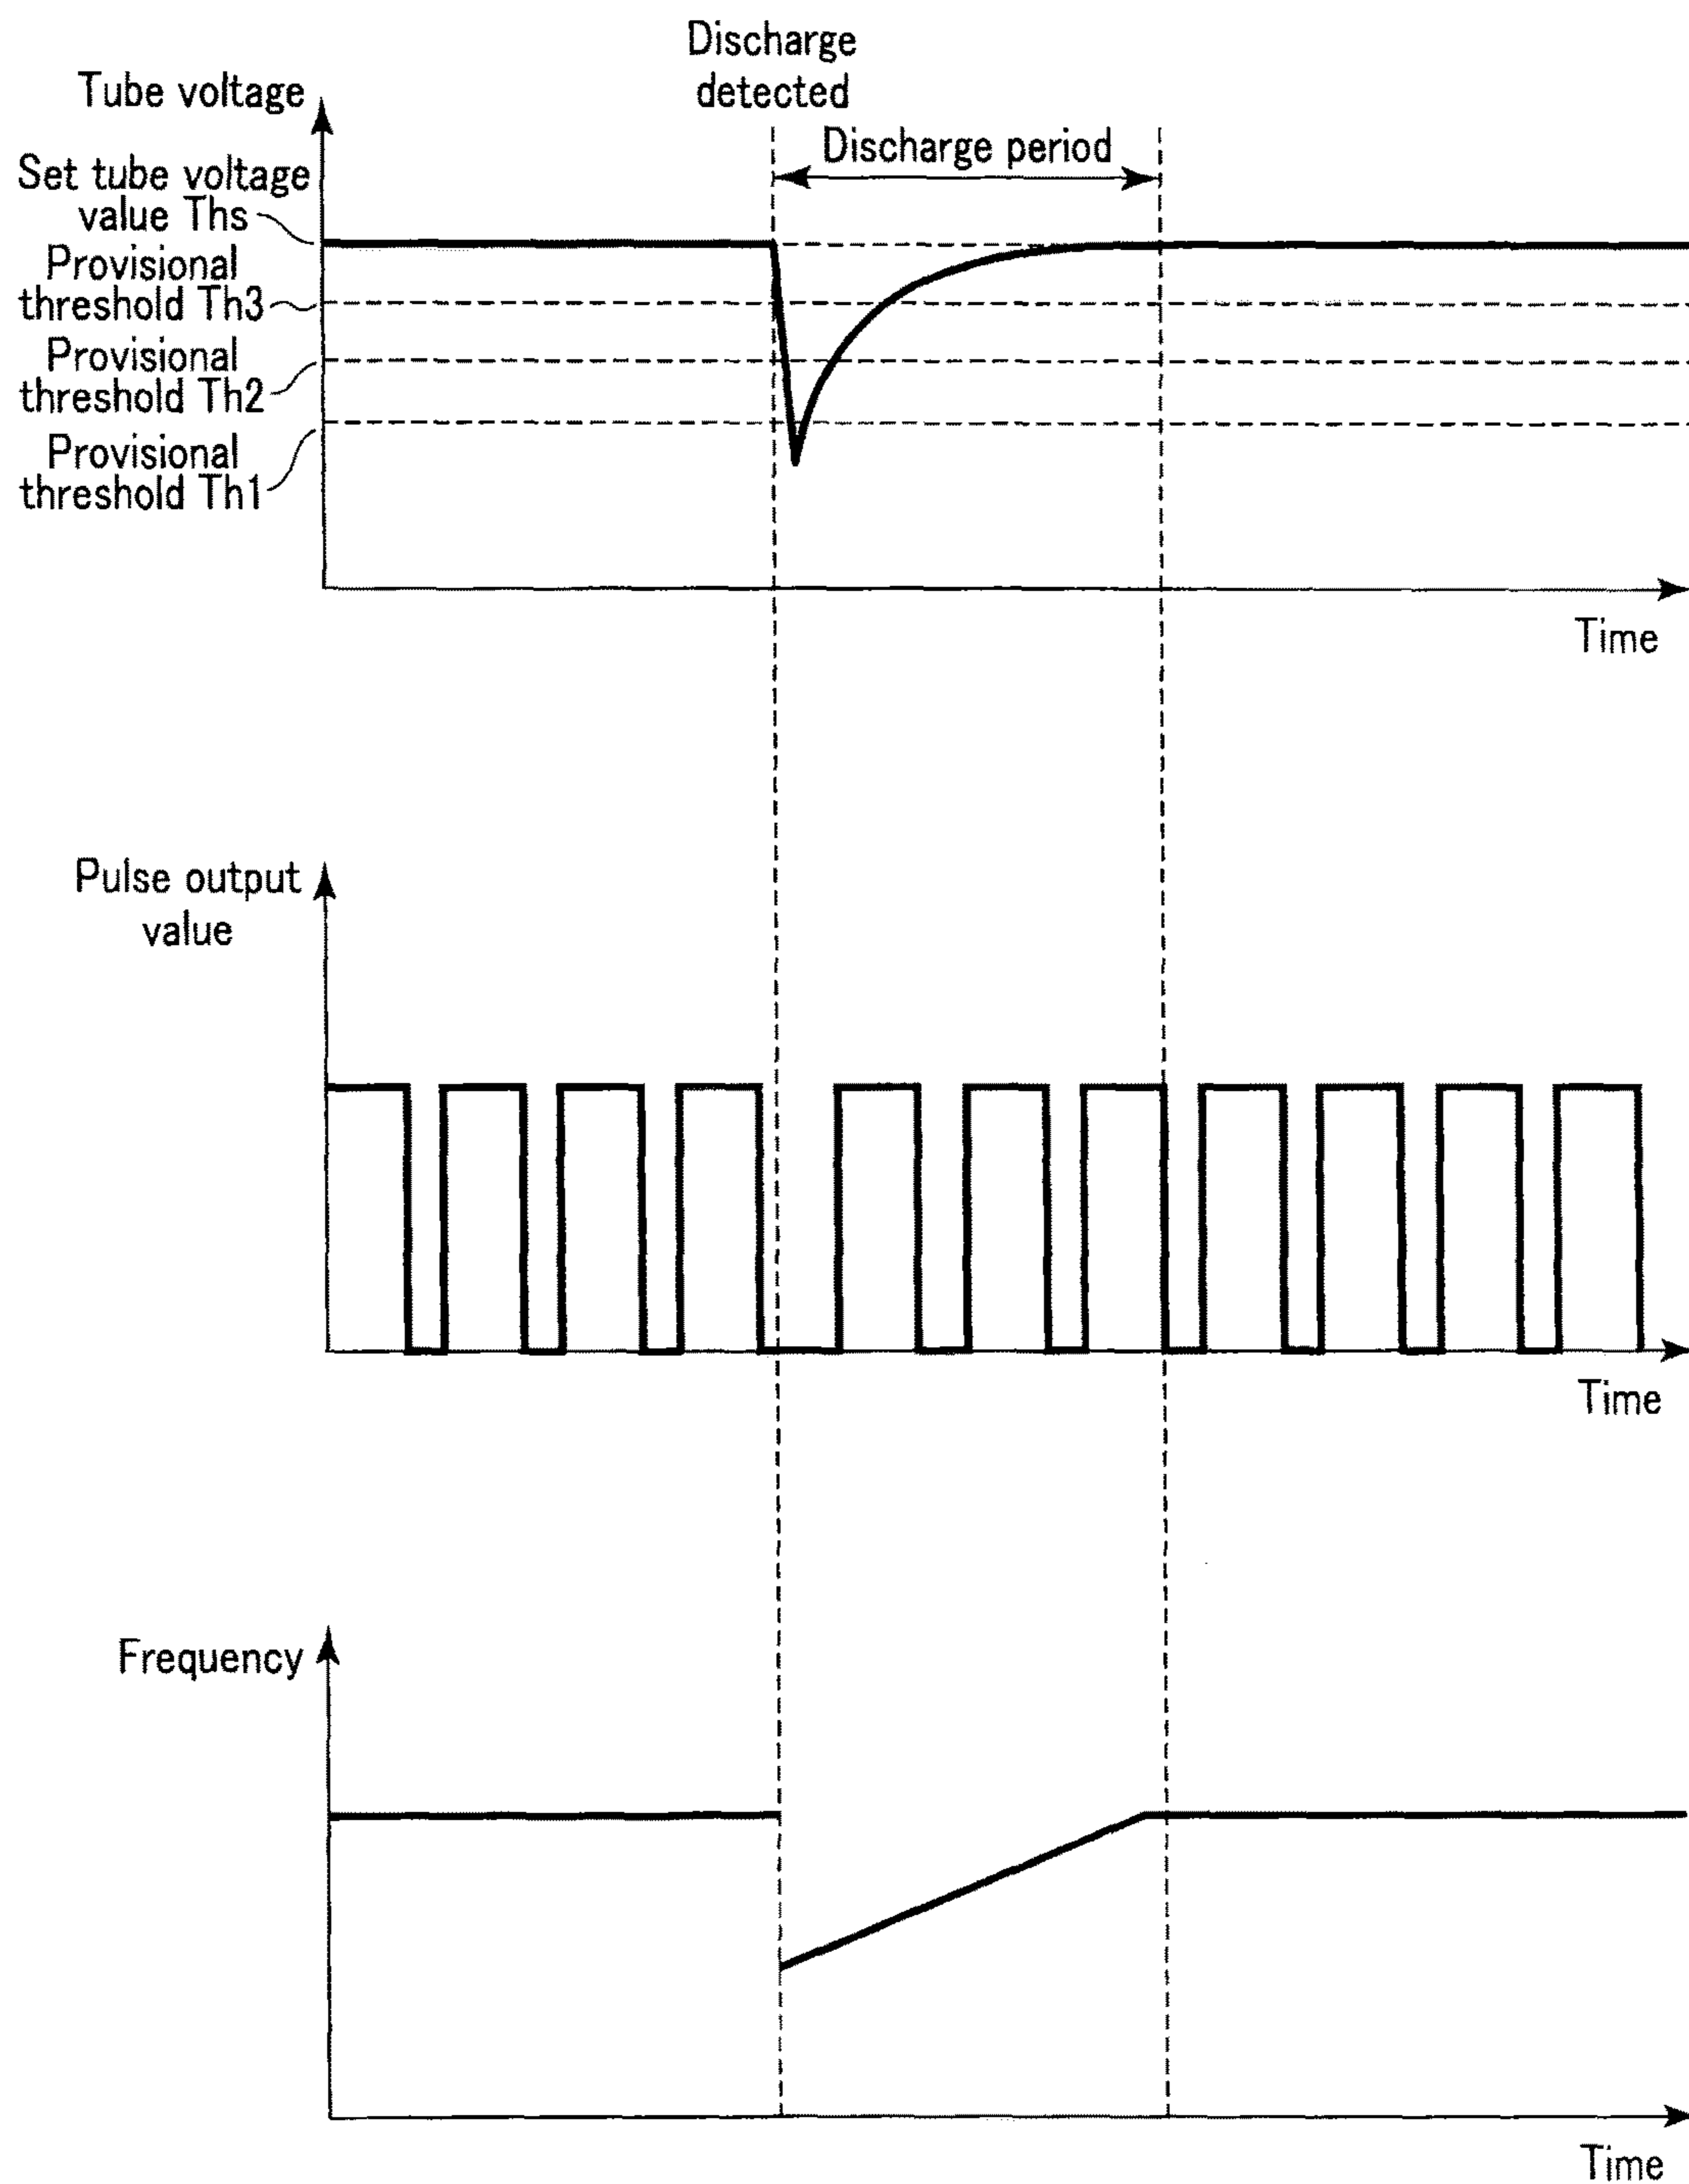 Discharge
detected
Tube voltage
Discharge period
Set tube voltage
value Ths
Provisional
threshold Th3
Provisional
threshold Th2
Provisional
threshold Th1
Time
Pulse output
value
Time
Frequency
Time